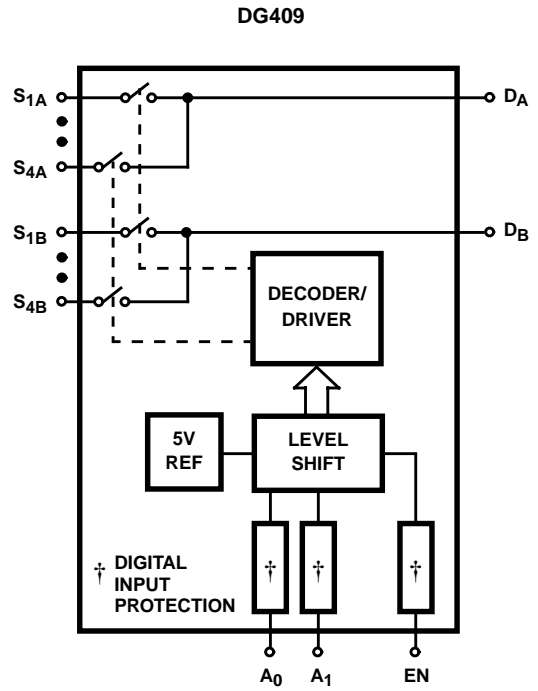 DG409
S1A
DA
S4A
S1B
DB
S4B
DECODER/
DRIVER
5V
REF
LEVEL
SHIFT
† † †
† DIGITAL
INPUT
PROTECTION
A0 A1 EN